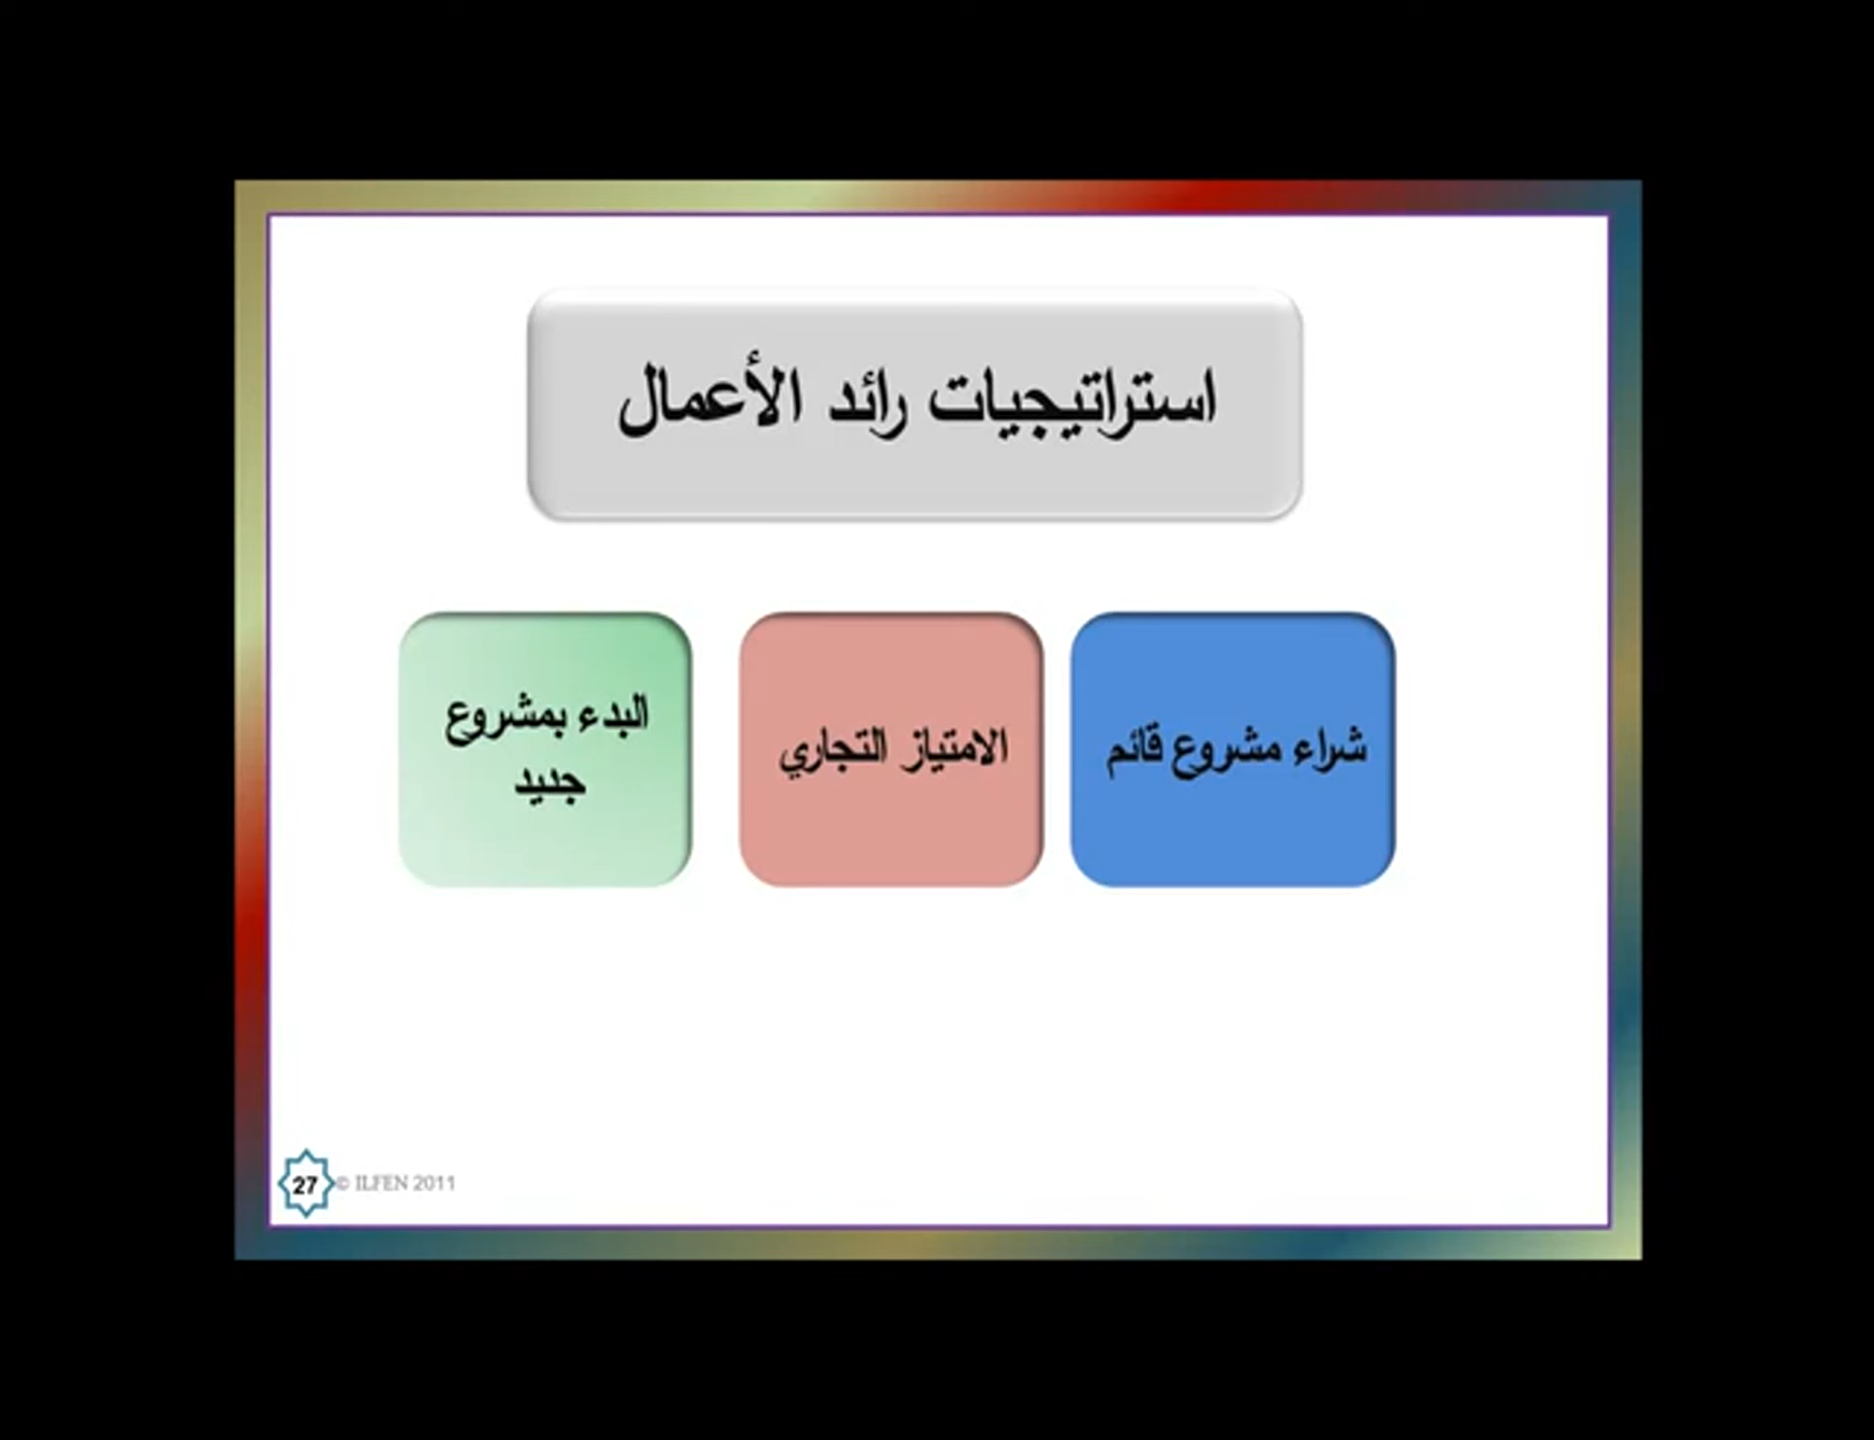 استراتيجيات رائد الأعمال
شراء مشروع قائم
الامتياز التجاري
البدء بمشروع
جديد
27
© ILFEN 2011